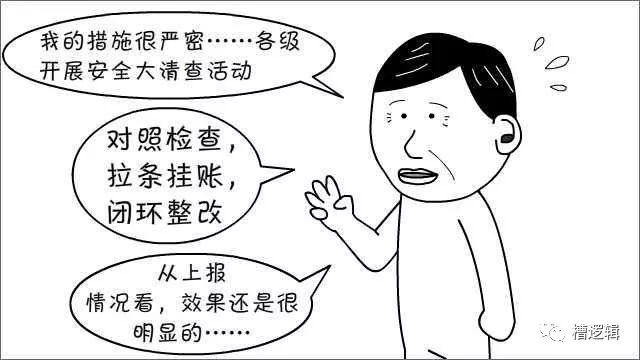 我的措施很严密……各级
开展安全大清查活动
对照检查，
拉条挂账，
闭环整改
从上报
情况看，效果还是很
明显的……
槽逻辑